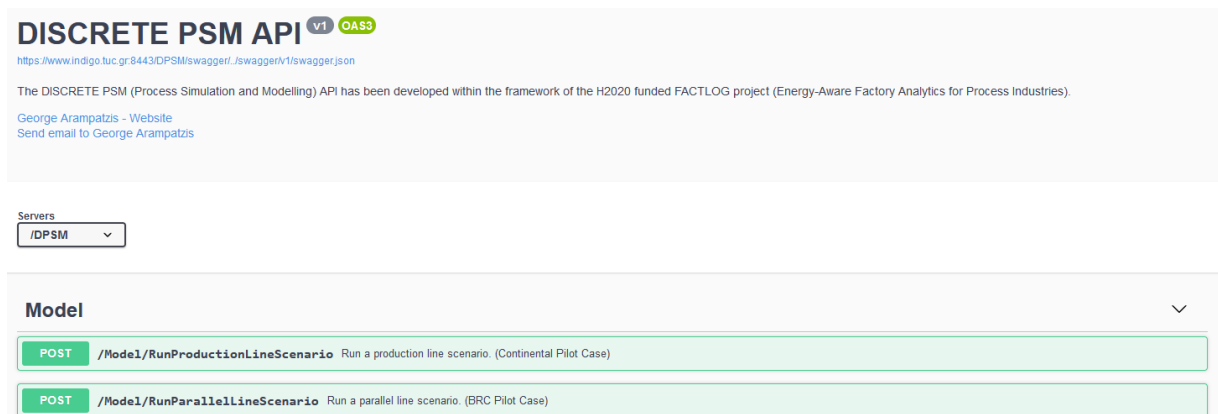 DISCRETE PSM API v1 OAS3
https://www.indigo.tuc.gr:8443/DPSM/swagger/../swagger/v1/swagger.json
The DISCRETE PSM (Process Simulation and Modelling) API has been developed within the framework of the H2020 funded FACTLOG project (Energy-Aware Factory Analytics for Process Industries).
George Arampatzis - Website
Send email to George Arampatzis
Servers
/DPSM
Model
POST /Model/RunProductionLineScenario Run a production line scenario. (Continental Pilot Case)
POST /Model/RunParallelLineScenario Run a parallel line scenario. (BRC Pilot Case)